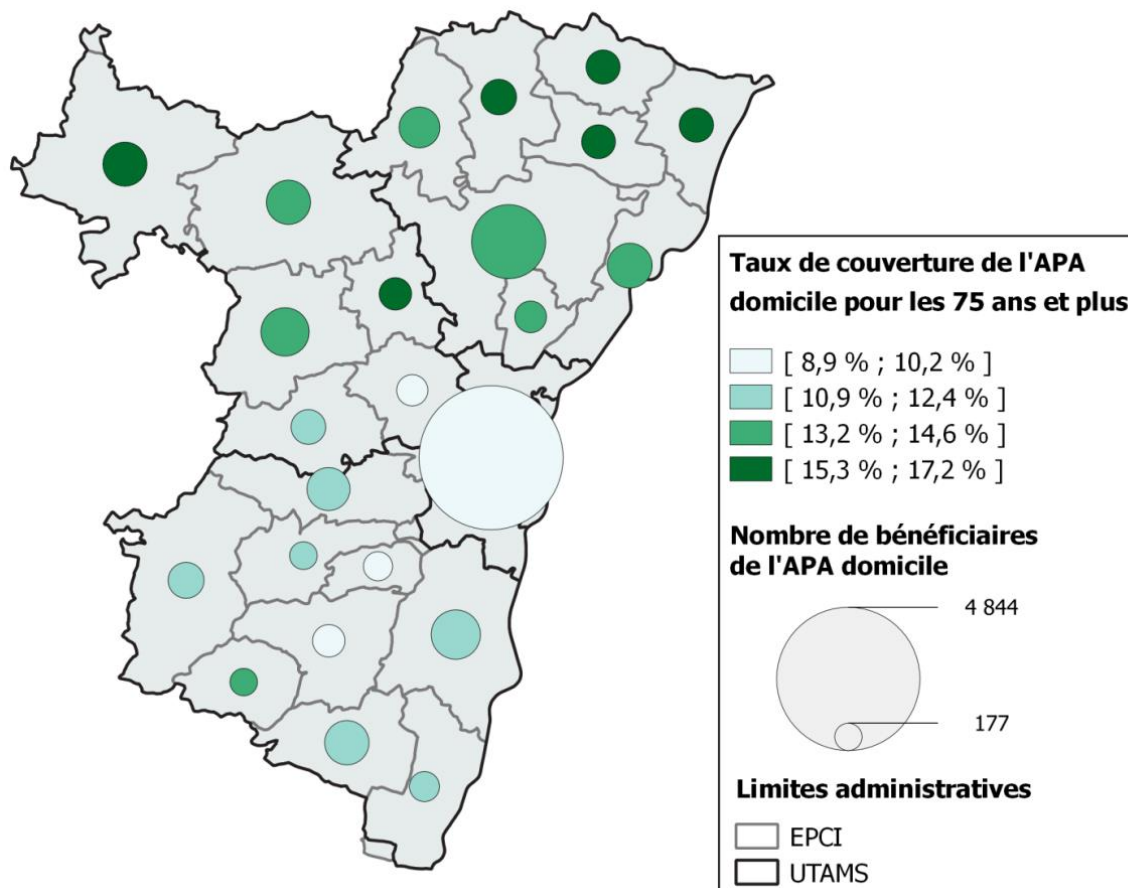 Taux de couverture de l'APA
domicile pour les 75 ans et plus
[ 8,9 % ; 10,2 % ]
[ 10,9 % ; 12,4 % ]
[ 13,2 % ; 14,6 % ]
[ 15,3 % ; 17,2 % ]
Nombre de bénéficiaires
de l'APA domicile
4 844
177
Limites administratives
EPCI
UTAMS